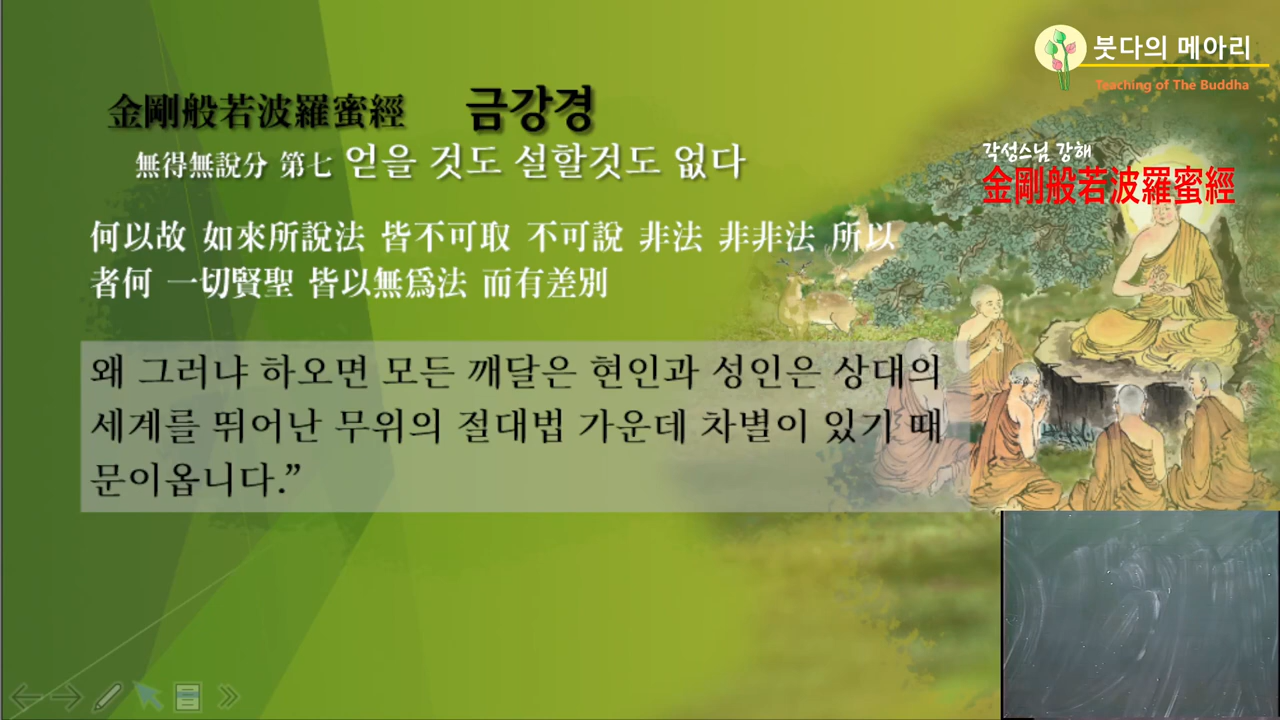 붓다의 메아리
Teaching of The Buddha
金剛般若波羅蜜經 금강경
無得無說分 第七 얻을 것도 설할것도 없다
각성스님 강해
金剛般若波羅蜜經
何以故 如來所說法 皆不可取 不可說 非法 非非法 所以
者何 一切賢聖 皆以無爲法 而有差別
왜 그러냐 하오면 모든 깨달은 현인과 성인은 상대의
세계를 뛰어난 무위의 절대법 가운데 차별이 있기 때
문이옵니다.”